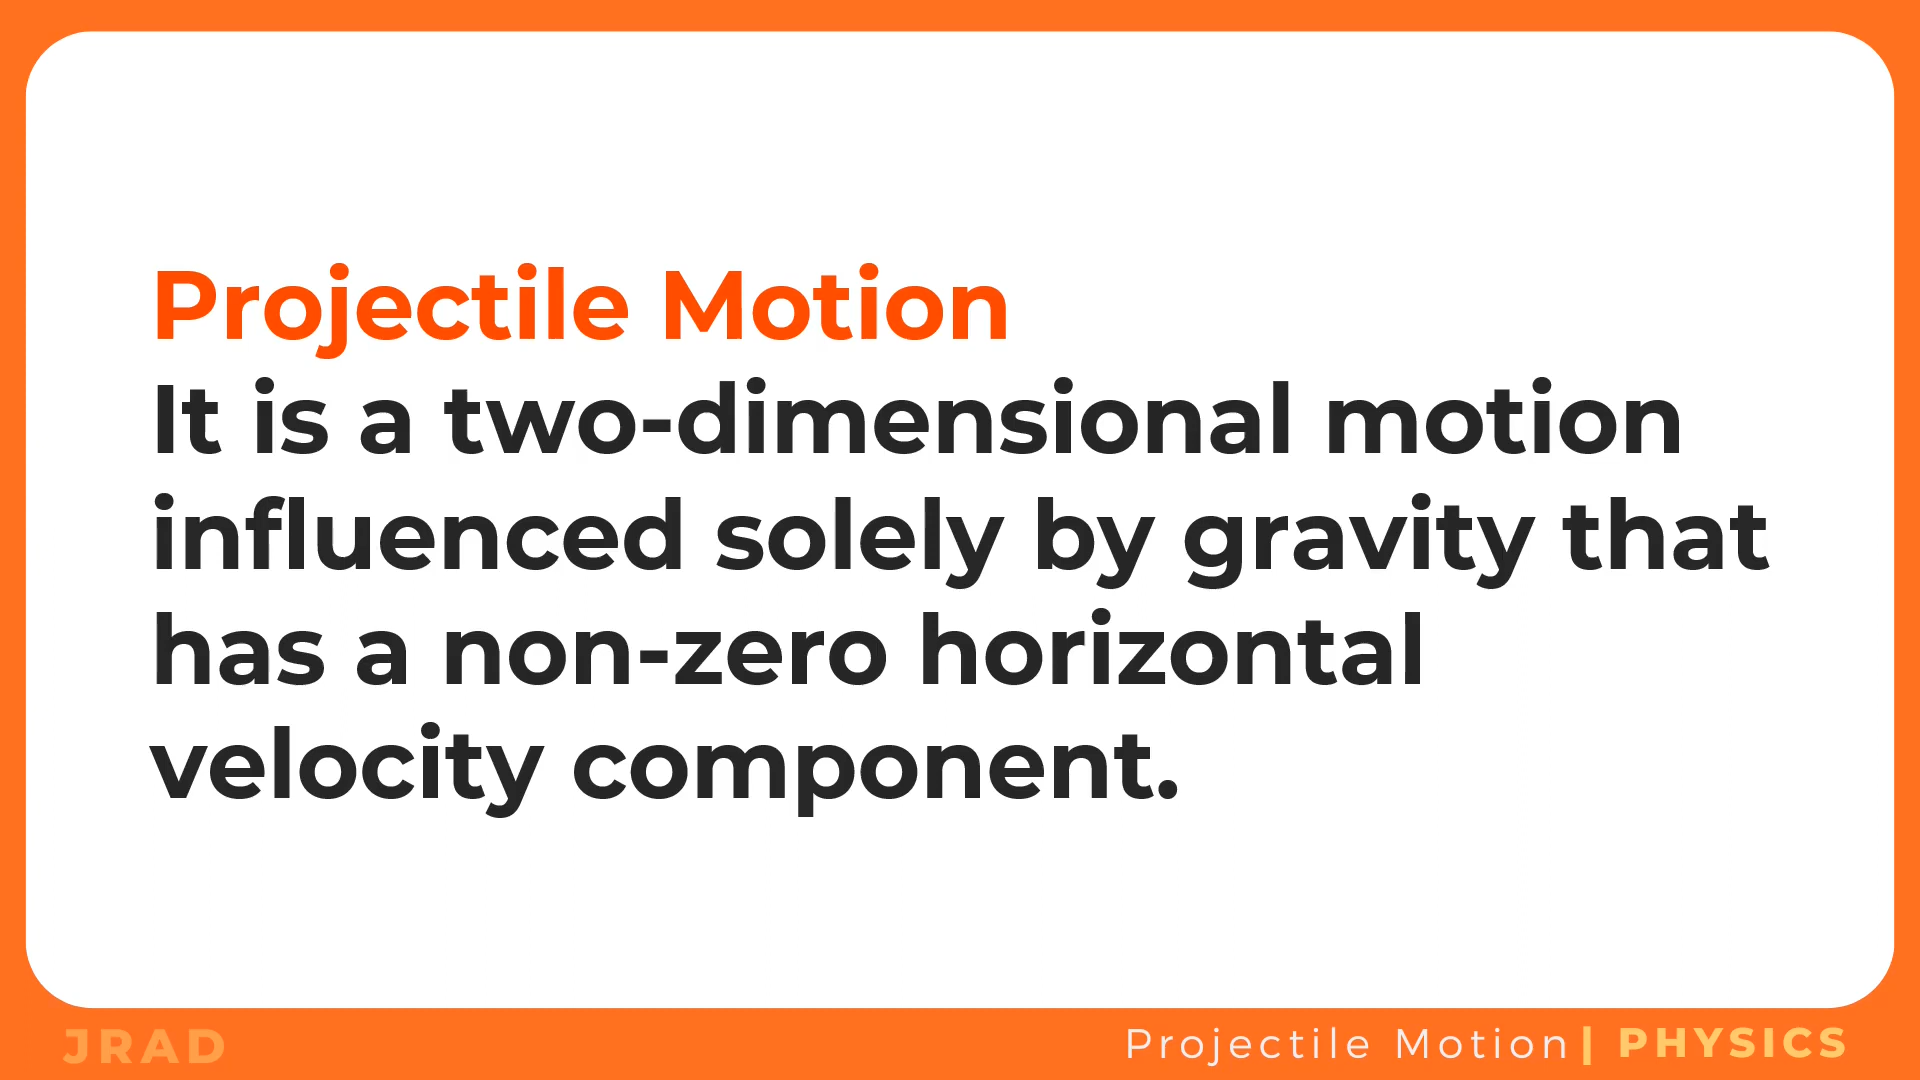 Projectile Motion
It is a two-dimensional motion
influenced solely by gravity that
has a non-zero horizontal
velocity component.
JRAD
Projectile Motion | PHYSICS